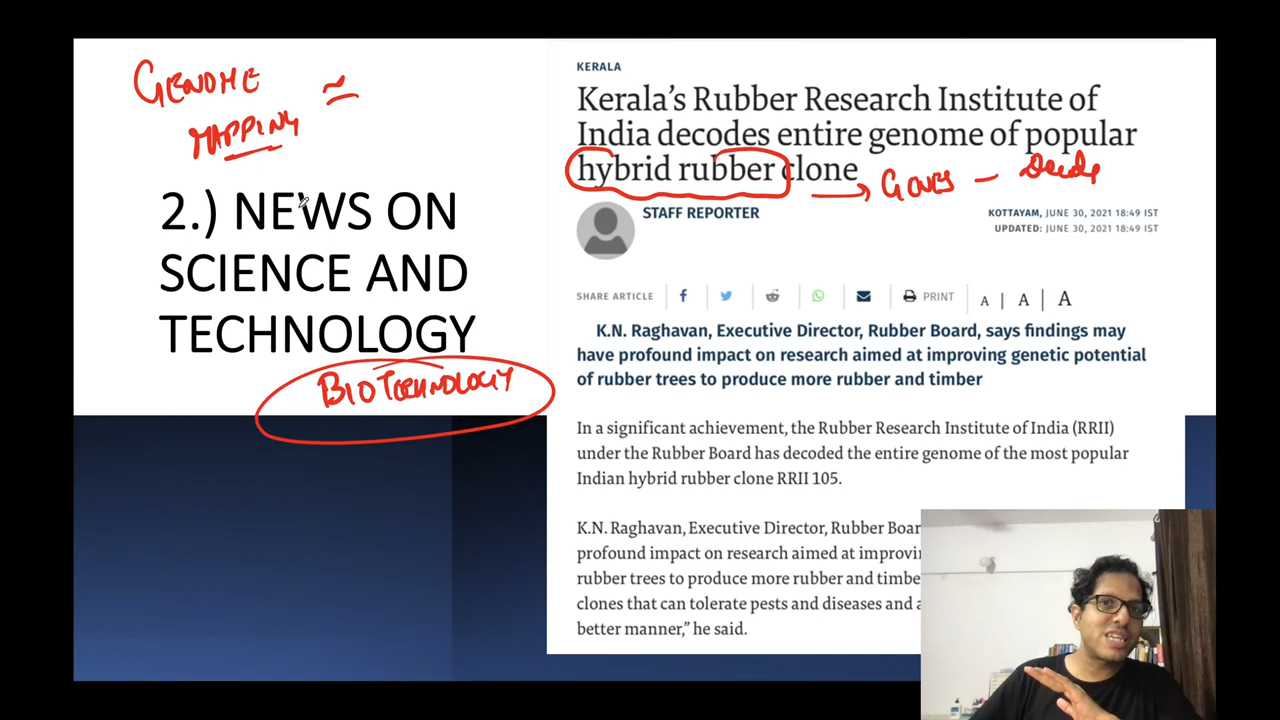 GENOME
MAPPING
2.) NEWS ON
SCIENCE AND
TECHNOLOGY
BIOTECHNOLOGY
KERALA
Kerala's Rubber Research Institute of
India decodes entire genome of popular
hybrid rubber clone
STAFF REPORTER
KOTTAYAM, JUNE 30, 2021 18:49 IST
UPDATED: JUNE 30, 2021 18:49 IST
SHARE ARTICLE
PRINT
A | A | A
K.N. Raghavan, Executive Director, Rubber Board, says findings may
have profound impact on research aimed at improving genetic potential
of rubber trees to produce more rubber and timber
In a significant achievement, the Rubber Research Institute of India (RRII)
under the Rubber Board has decoded the entire genome of the most popular
Indian hybrid rubber clone RRII 105.
K.N. Raghavan, Executive Director, Rubber Boar
profound impact on research aimed at improvi
rubber trees to produce more rubber and timbe
clones that can tolerate pests and diseases and a
better manner,” he said.